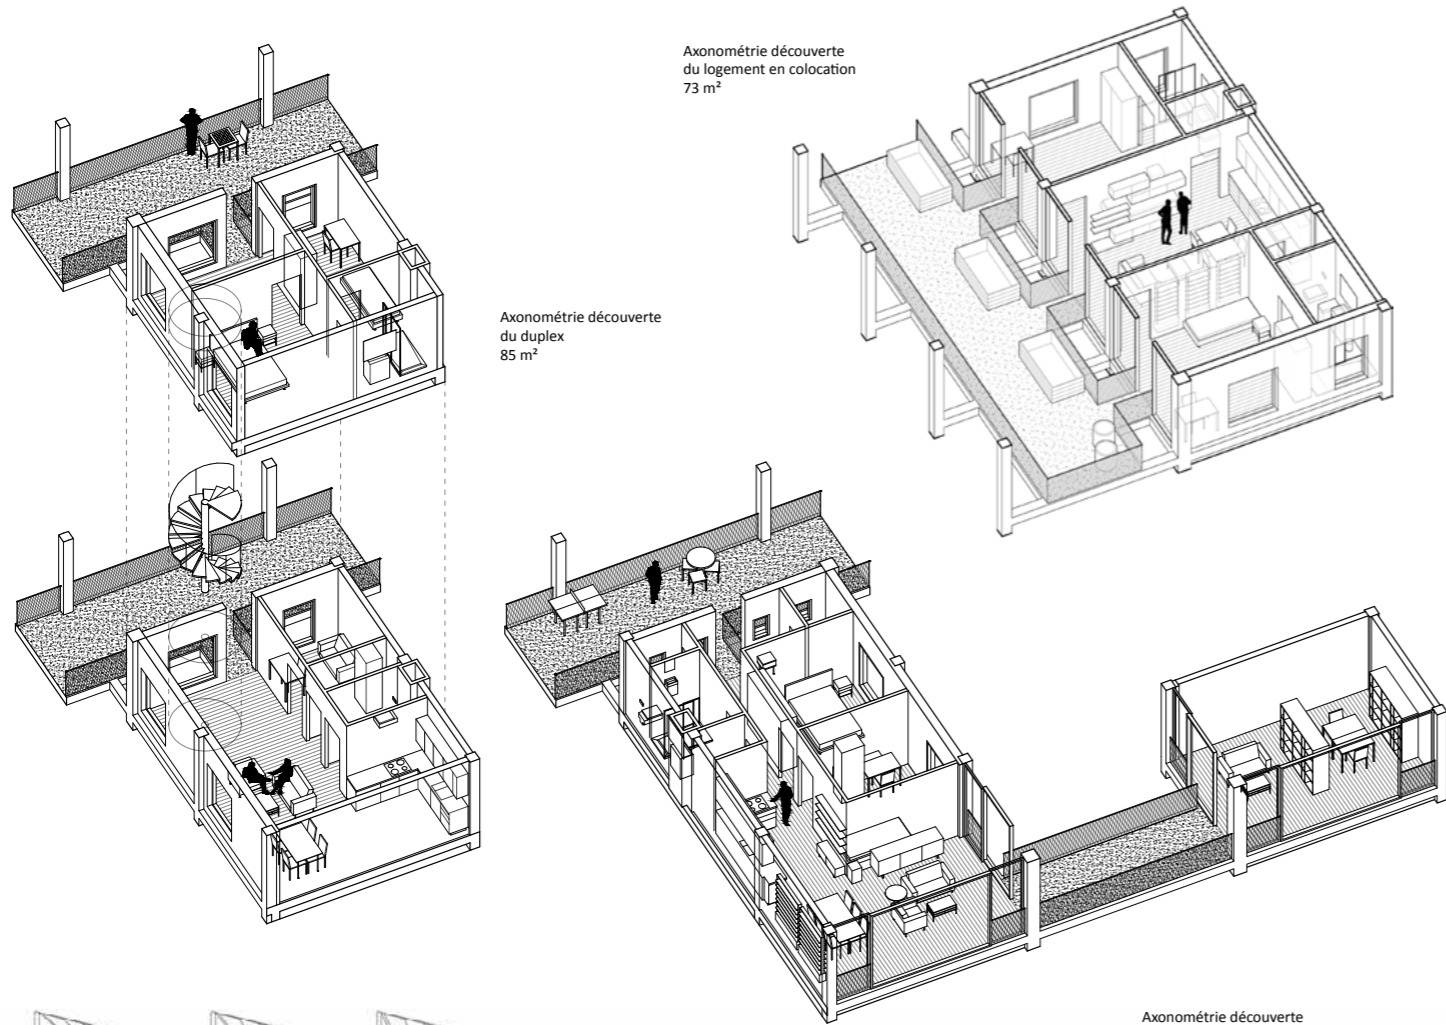 Axonométrie découverte
du logement en colocation
73 m²
Axonométrie découverte
du duplex
85 m²
Axonométrie découverte